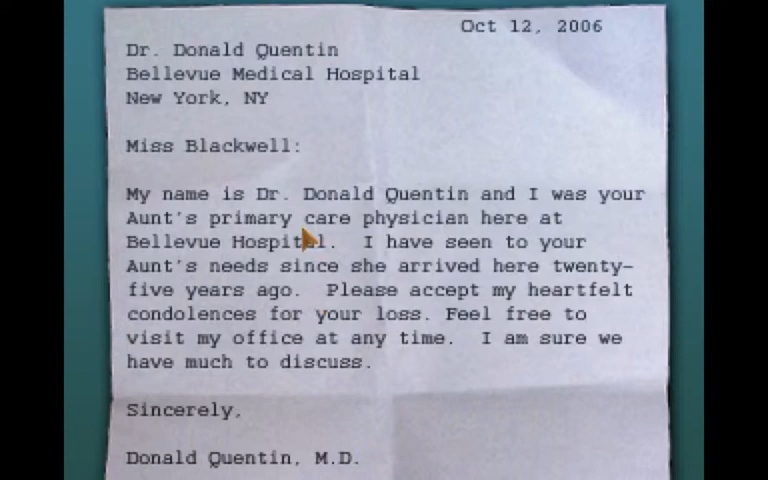 Oct 12, 2006
Dr. Donald Quentin
Bellevue Medical Hospital
New York, NY
Miss Blackwell:
My name is Dr. Donald Quentin and I was your
Aunt's primary care physician here at
Bellevue Hospital.  I have seen to your
Aunt's needs since she arrived here twenty-
five years ago.  Please accept my heartfelt
condolences for your loss. Feel free to
visit my office at any time.  I am sure we
have much to discuss.
Sincerely,
Donald Quentin, M.D.